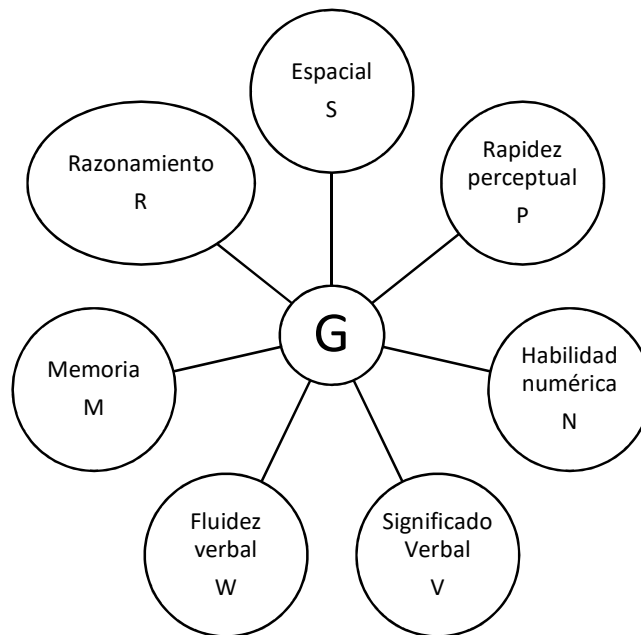 Espacial
S
Rapidez
perceptual
P
Razonamiento
R
G
Habilidad
numérica
N
Memoria
M
Significado
Verbal
V
Fluidez
verbal
W